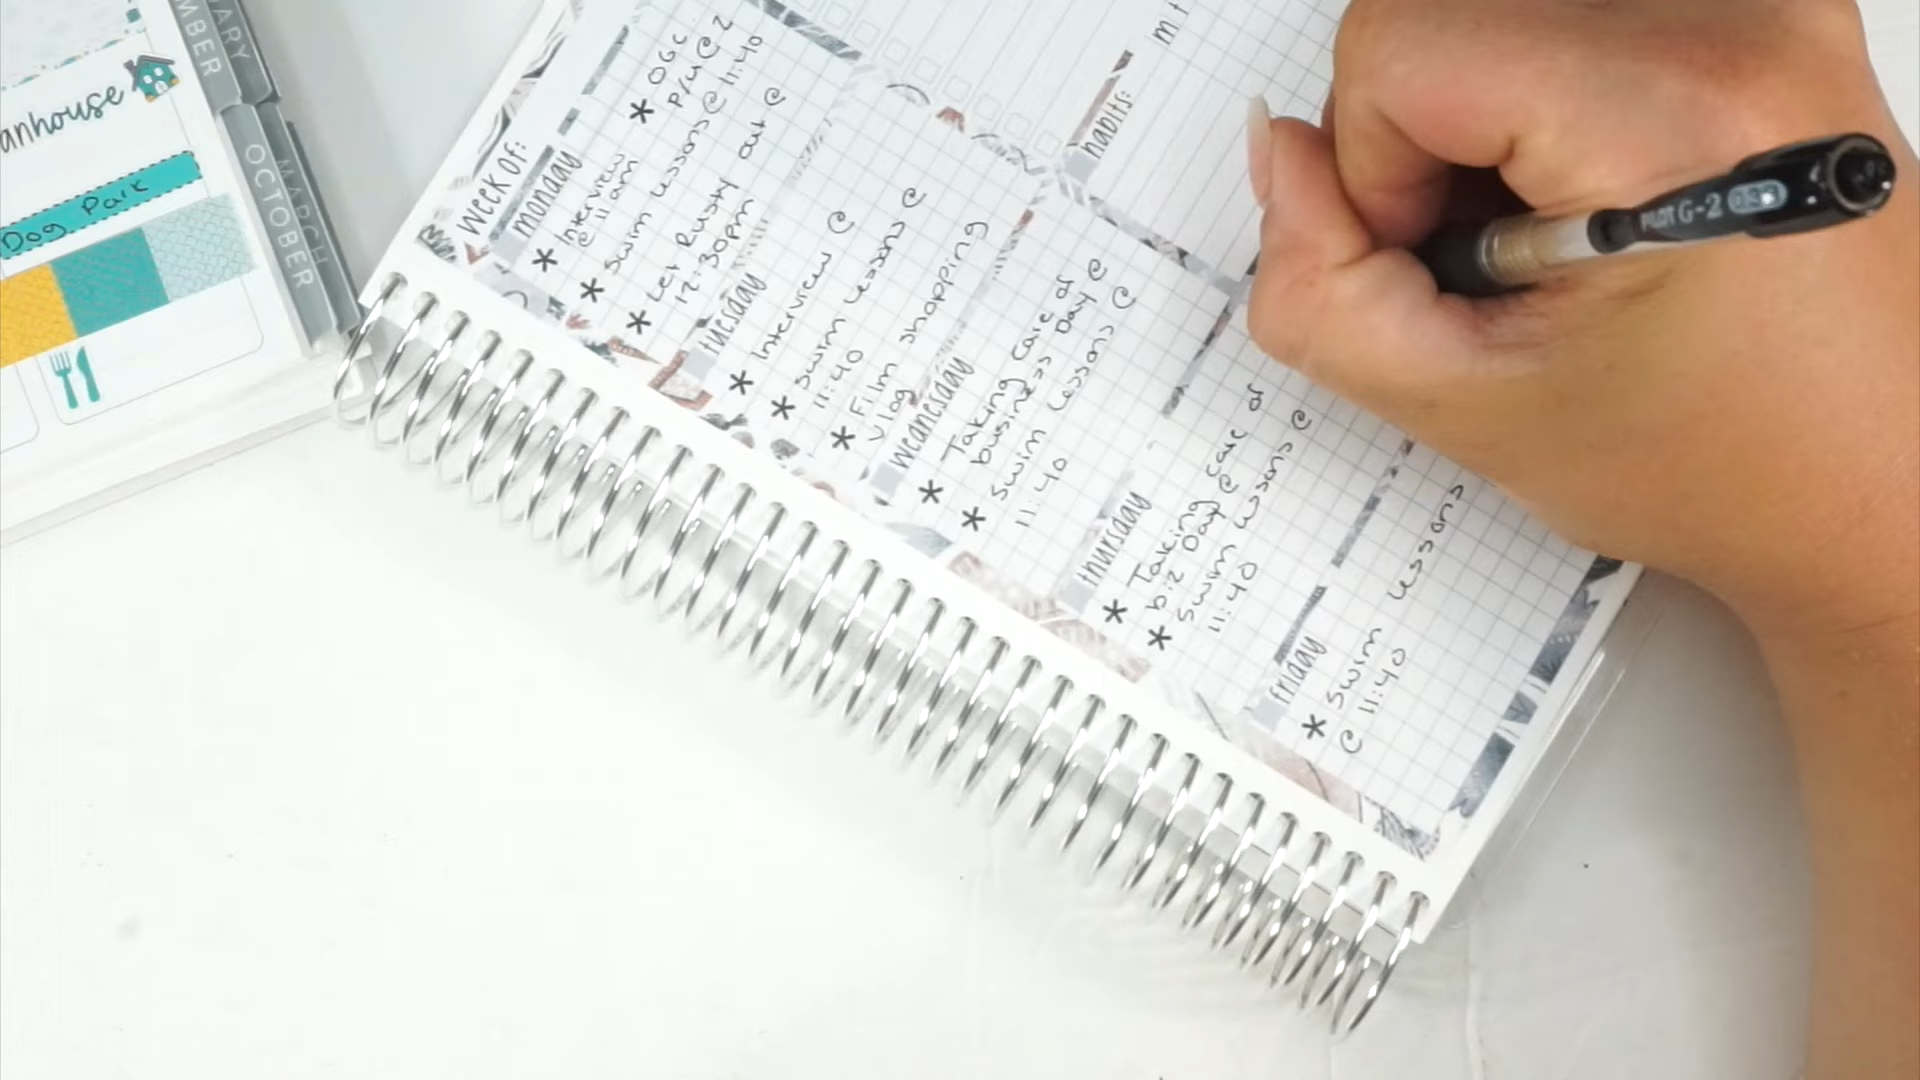 anhouse
Dog Park
MBER
ARY
OCTOBER
MARCH
week of:
monday
* Interview
@ 11 am
* Swim Lessons @ 11:40
* Let Rusty out @
12:30pm
* OGC
P/U @ 2
tuesday
* Interview @
* Swim Lessons @
11:40
* Film shopping
Vlog
wednesday
* Taking care of
business Day @
* Swim Lessons @
11:40
thursday
* Taking care of
biz Day @
* Swim Lessons @
11:40
friday
* Swim Lessons
@ 11:40
habits:
m t
PILOT G-2